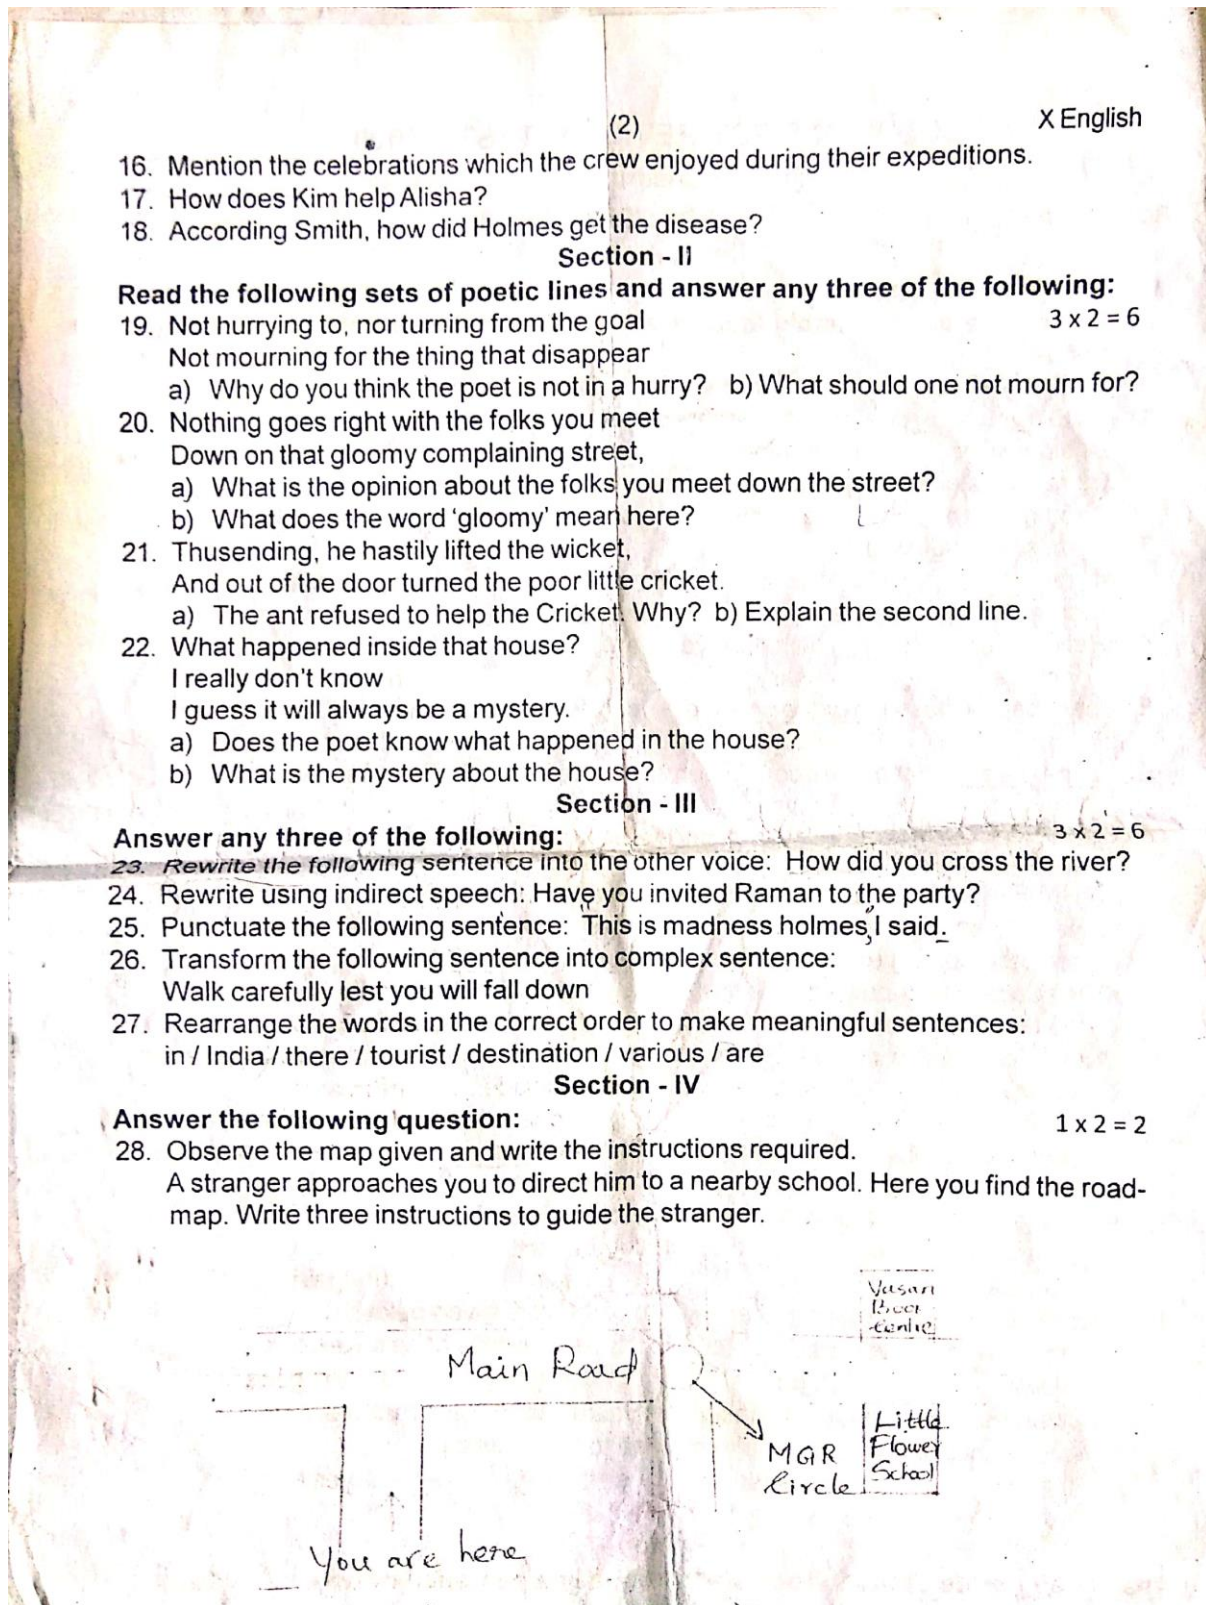 (2)
X English
16. Mention the celebrations which the crew enjoyed during their expeditions.
17. How does Kim help Alisha?
18. According Smith, how did Holmes get the disease?
Section - II
Read the following sets of poetic lines and answer any three of the following:
19. Not hurrying to, nor turning from the goal 3 x 2 = 6
Not mourning for the thing that disappear
a) Why do you think the poet is not in a hurry? b) What should one not mourn for?
20. Nothing goes right with the folks you meet
Down on that gloomy complaining street,
a) What is the opinion about the folks you meet down the street?
b) What does the word 'gloomy' mean here?
21. Thusending, he hastily lifted the wicket,
And out of the door turned the poor little cricket.
a) The ant refused to help the Cricket. Why? b) Explain the second line.
22. What happened inside that house?
I really don't know
I guess it will always be a mystery.
a) Does the poet know what happened in the house?
b) What is the mystery about the house?
Section - III
Answer any three of the following: 3 x 2 = 6
23. Rewrite the following sentence into the other voice: How did you cross the river?
24. Rewrite using indirect speech: Have you invited Raman to the party?
25. Punctuate the following sentence: "This is madness holmes," I said.
26. Transform the following sentence into complex sentence:
Walk carefully lest you will fall down
27. Rearrange the words in the correct order to make meaningful sentences:
in / India / there / tourist / destination / various / are
Section - IV
Answer the following question: 1 x 2 = 2
28. Observe the map given and write the instructions required.
A stranger approaches you to direct him to a nearby school. Here you find the road-
map. Write three instructions to guide the stranger.
Vasan
Main Road
MGR
Circle
Little
Flower
School
You are here